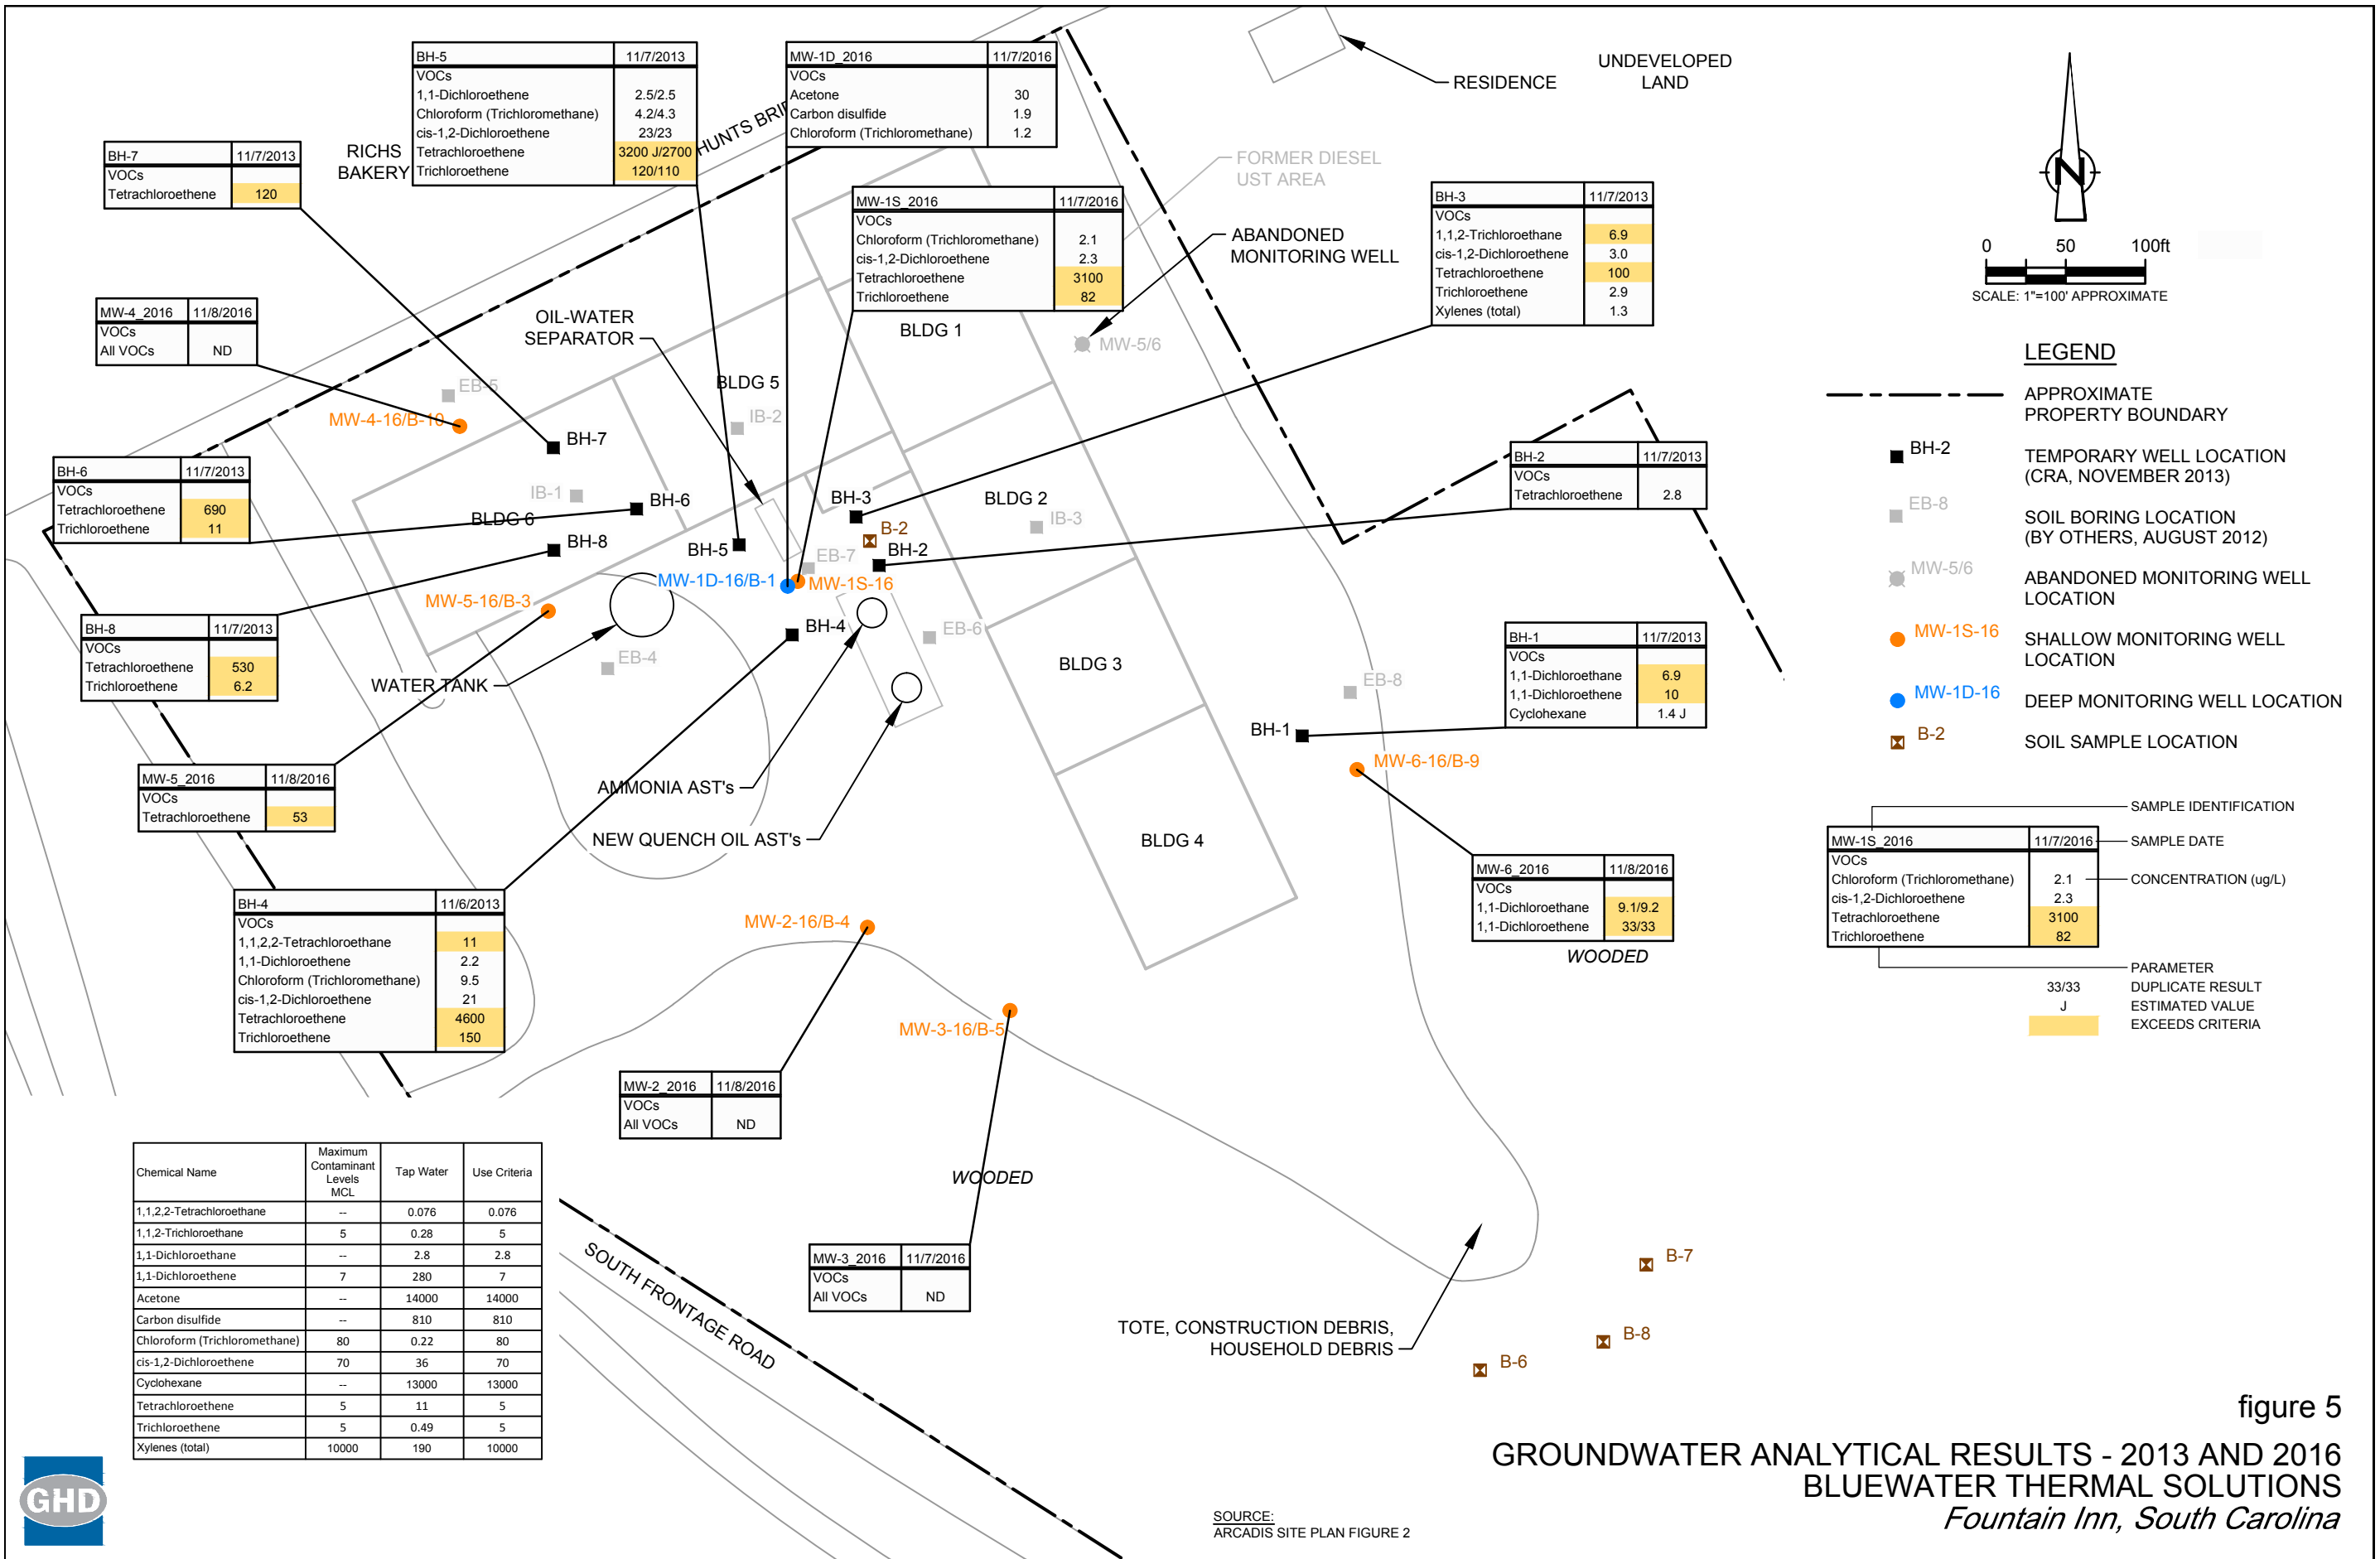 BH-5 11/7/2013
VOCs
1,1-Dichloroethene 2.5/2.5
Chloroform (Trichloromethane) 4.2/4.3
cis-1,2-Dichloroethene 23/23
Tetrachloroethene 3200 J/2700
Trichloroethene 120/110
MW-1D_2016 11/7/2016
VOCs
Acetone 30
Carbon disulfide 1.9
Chloroform (Trichloromethane) 1.2
RESIDENCE
UNDEVELOPED
LAND
HUNTS BRI
RICHS
BAKERY
BH-7 11/7/2013
VOCs
Tetrachloroethene 120
FORMER DIESEL
UST AREA
MW-1S_2016 11/7/2016
VOCs
Chloroform (Trichloromethane) 2.1
cis-1,2-Dichloroethene 2.3
Tetrachloroethene 3100
Trichloroethene 82
ABANDONED
MONITORING WELL
BH-3 11/7/2013
VOCs
1,1,2-Trichloroethane 6.9
cis-1,2-Dichloroethene 3.0
Tetrachloroethene 100
Trichloroethene 2.9
Xylenes (total) 1.3
N
0 50 100ft
SCALE: 1"=100' APPROXIMATE
MW-4_2016 11/8/2016
VOCs
All VOCs ND
OIL-WATER
SEPARATOR
BLDG 1
MW-5/6
BLDG 5
EB-5
IB-2
MW-4-16/B-10
BH-7
BH-6 11/7/2013
VOCs
Tetrachloroethene 690
Trichloroethene 11
IB-1
BLDG 6
BH-6
BH-3
BLDG 2
IB-3
B-2
BH-2 11/7/2013
VOCs
Tetrachloroethene 2.8
BH-8
BH-5
EB-7
BH-2
MW-1D-16/B-1
MW-1S-16
MW-5-16/B-3
BH-8 11/7/2013
VOCs
Tetrachloroethene 530
Trichloroethene 6.2
BH-4
EB-6
EB-4
WATER TANK
BLDG 3
EB-8
BH-1 11/7/2013
VOCs
1,1-Dichloroethane 6.9
1,1-Dichloroethene 10
Cyclohexane 1.4 J
BH-1
MW-6-16/B-9
MW-5_2016 11/8/2016
VOCs
Tetrachloroethene 53
AMMONIA AST's
NEW QUENCH OIL AST's
BLDG 4
BH-4 11/6/2013
VOCs
1,1,2,2-Tetrachloroethane 11
1,1-Dichloroethene 2.2
Chloroform (Trichloromethane) 9.5
cis-1,2-Dichloroethene 21
Tetrachloroethene 4600
Trichloroethene 150
MW-2-16/B-4
MW-3-16/B-5
MW-6_2016 11/8/2016
VOCs
1,1-Dichloroethane 9.1/9.2
1,1-Dichloroethene 33/33
WOODED
MW-2_2016 11/8/2016
VOCs
All VOCs ND
WOODED
MW-3_2016 11/7/2016
VOCs
All VOCs ND
SOUTH FRONTAGE ROAD
TOTE, CONSTRUCTION DEBRIS,
HOUSEHOLD DEBRIS
B-7
B-8
B-6
LEGEND
APPROXIMATE
PROPERTY BOUNDARY
BH-2 TEMPORARY WELL LOCATION
(CRA, NOVEMBER 2013)
EB-8 SOIL BORING LOCATION
(BY OTHERS, AUGUST 2012)
MW-5/6 ABANDONED MONITORING WELL
LOCATION
MW-1S-16 SHALLOW MONITORING WELL
LOCATION
MW-1D-16 DEEP MONITORING WELL LOCATION
B-2 SOIL SAMPLE LOCATION
SAMPLE IDENTIFICATION
MW-1S_2016 11/7/2016 SAMPLE DATE
VOCs
Chloroform (Trichloromethane) 2.1 CONCENTRATION (ug/L)
cis-1,2-Dichloroethene 2.3
Tetrachloroethene 3100
Trichloroethene 82
PARAMETER
33/33 DUPLICATE RESULT
J ESTIMATED VALUE
EXCEEDS CRITERIA
Chemical Name Maximum Contaminant Levels MCL Tap Water Use Criteria
1,1,2,2-Tetrachloroethane -- 0.076 0.076
1,1,2-Trichloroethane 5 0.28 5
1,1-Dichloroethane -- 2.8 2.8
1,1-Dichloroethene 7 280 7
Acetone -- 14000 14000
Carbon disulfide -- 810 810
Chloroform (Trichloromethane) 80 0.22 80
cis-1,2-Dichloroethene 70 36 70
Cyclohexane -- 13000 13000
Tetrachloroethene 5 11 5
Trichloroethene 5 0.49 5
Xylenes (total) 10000 190 10000
GHD
SOURCE:
ARCADIS SITE PLAN FIGURE 2
figure 5
GROUNDWATER ANALYTICAL RESULTS - 2013 AND 2016
BLUEWATER THERMAL SOLUTIONS
Fountain Inn, South Carolina